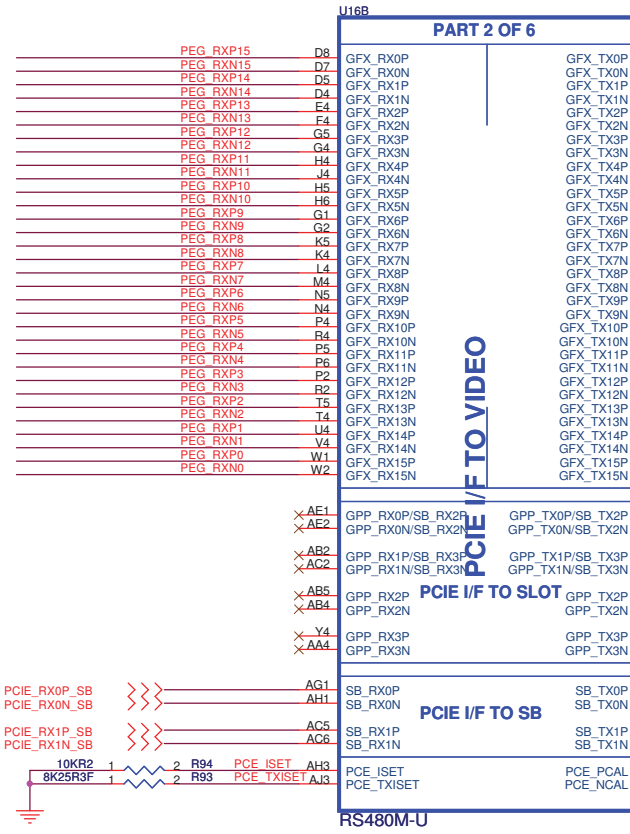 U16B
PART 2 OF 6
PEG_RXP15 D8 GFX_RX0P GFX_TX0P
PEG_RXN15 D7 GFX_RX0N GFX_TX0N
PEG_RXP14 D5 GFX_RX1P GFX_TX1P
PEG_RXN14 D4 GFX_RX1N GFX_TX1N
PEG_RXP13 E4 GFX_RX2P GFX_TX2P
PEG_RXN13 F4 GFX_RX2N GFX_TX2N
PEG_RXP12 G5 GFX_RX3P GFX_TX3P
PEG_RXN12 G4 GFX_RX3N GFX_TX3N
PEG_RXP11 H4 GFX_RX4P GFX_TX4P
PEG_RXN11 J4 GFX_RX4N GFX_TX4N
PEG_RXP10 H5 GFX_RX5P GFX_TX5P
PEG_RXN10 H6 GFX_RX5N GFX_TX5N
PEG_RXP9 G1 GFX_RX6P GFX_TX6P
PEG_RXN9 G2 GFX_RX6N GFX_TX6N
PEG_RXP8 K5 GFX_RX7P GFX_TX7P
PEG_RXN8 K4 GFX_RX7N GFX_TX7N
PEG_RXP7 L4 GFX_RX8P GFX_TX8P
PEG_RXN7 M4 GFX_RX8N GFX_TX8N
PEG_RXP6 N5 GFX_RX9P GFX_TX9P
PEG_RXN6 N4 GFX_RX9N GFX_TX9N
PEG_RXP5 P4 GFX_RX10P GFX_TX10P
PEG_RXN5 R4 GFX_RX10N GFX_TX10N
PEG_RXP4 P5 GFX_RX11P GFX_TX11P
PEG_RXN4 P6 GFX_RX11N GFX_TX11N
PEG_RXP3 P2 GFX_RX12P GFX_TX12P
PEG_RXN3 R2 GFX_RX12N GFX_TX12N
PEG_RXP2 T5 GFX_RX13P GFX_TX13P
PEG_RXN2 T4 GFX_RX13N GFX_TX13N
PEG_RXP1 U4 GFX_RX14P GFX_TX14P
PEG_RXN1 V4 GFX_RX14N GFX_TX14N
PEG_RXP0 W1 GFX_RX15P GFX_TX15P
PEG_RXN0 W2 GFX_RX15N GFX_TX15N
PCIE I/F TO VIDEO
AE1 GPP_RX0P/SB_RX2P GPP_TX0P/SB_TX2P
AE2 GPP_RX0N/SB_RX2N GPP_TX0N/SB_TX2N
AB2 GPP_RX1P/SB_RX3P GPP_TX1P/SB_TX3P
AC2 GPP_RX1N/SB_RX3N GPP_TX1N/SB_TX3N
PCIE I/F TO SLOT
AB5 GPP_RX2P GPP_TX2P
AB4 GPP_RX2N GPP_TX2N
Y4 GPP_RX3P GPP_TX3P
AA4 GPP_RX3N GPP_TX3N
PCIE_RX0P_SB AG1 SB_RX0P SB_TX0P
PCIE_RX0N_SB AH1 SB_RX0N SB_TX0N
PCIE I/F TO SB
PCIE_RX1P_SB AC5 SB_RX1P SB_TX1P
PCIE_RX1N_SB AC6 SB_RX1N SB_TX1N
10KR2 1 2 R94 PCE_ISET AH3 PCE_ISET PCE_PCAL
8K25R3F 1 2 R93 PCE_TXISET AJ3 PCE_TXISET PCE_NCAL
RS480M-U